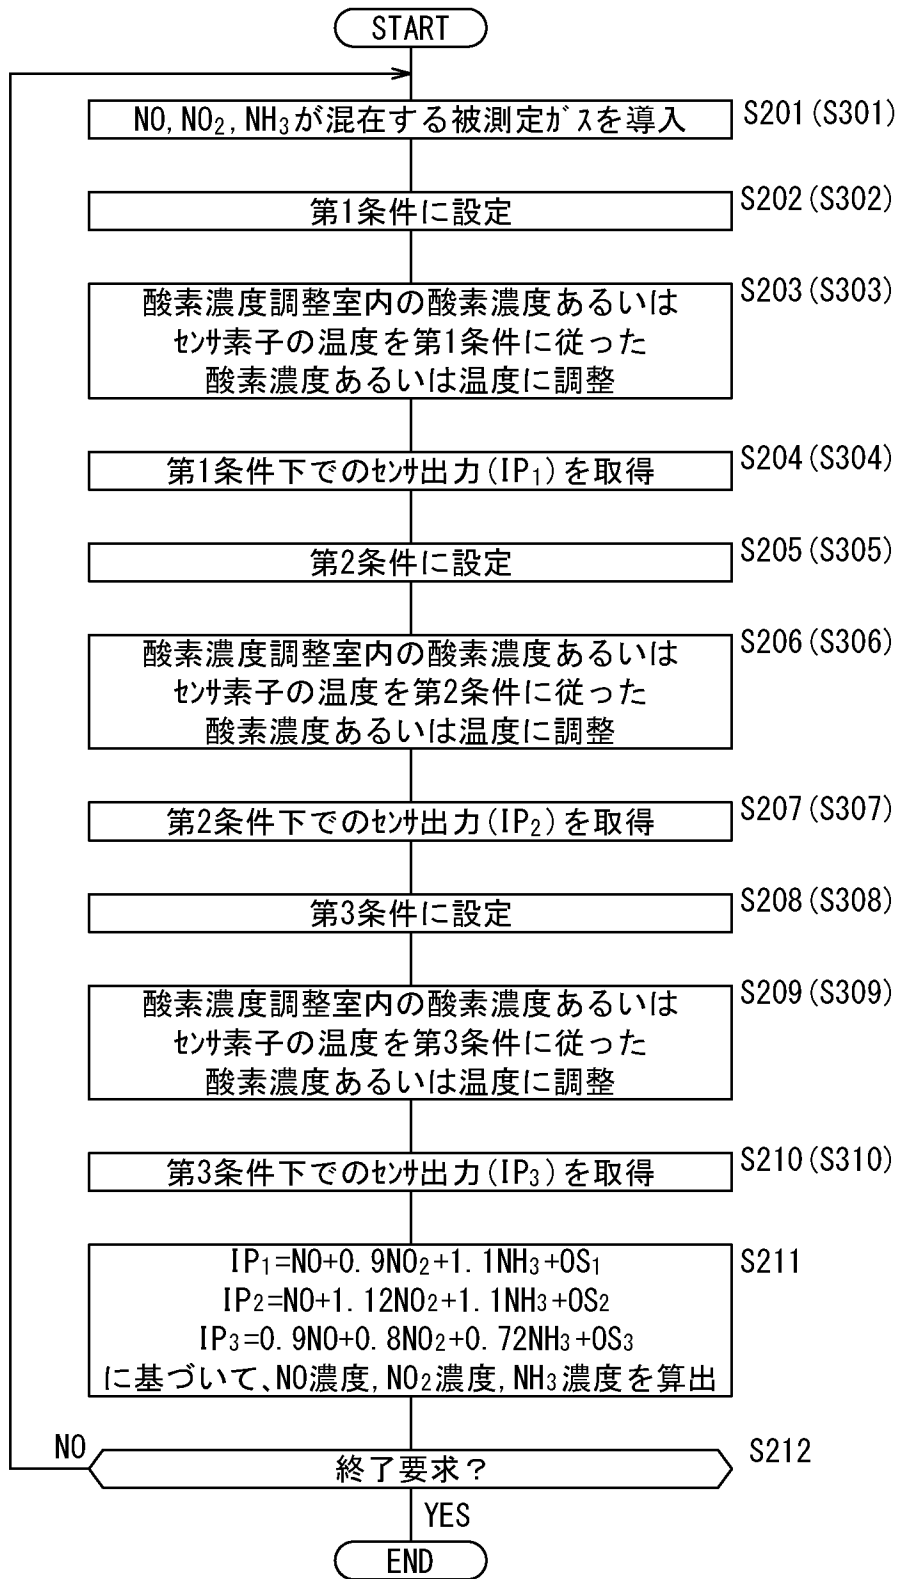 START
NO,NO₂,NH₃が混在する被測定ｶﾞｽを導入
S201(S301)
第1条件に設定
S202(S302)
酸素濃度調整室内の酸素濃度あるいは
ｾﾝｻ素子の温度を第1条件に従った
酸素濃度あるいは温度に調整
S203(S303)
第1条件下でのｾﾝｻ出力(IP₁)を取得
S204(S304)
第2条件に設定
S205(S305)
酸素濃度調整室内の酸素濃度あるいは
ｾﾝｻ素子の温度を第2条件に従った
酸素濃度あるいは温度に調整
S206(S306)
第2条件下でのｾﾝｻ出力(IP₂)を取得
S207(S307)
第3条件に設定
S208(S308)
酸素濃度調整室内の酸素濃度あるいは
ｾﾝｻ素子の温度を第3条件に従った
酸素濃度あるいは温度に調整
S209(S309)
第3条件下でのｾﾝｻ出力(IP₃)を取得
S210(S310)
IP₁=NO+0.9NO₂+1.1NH₃+OS₁
IP₂=NO+1.12NO₂+1.1NH₃+OS₂
IP₃=0.9NO+0.8NO₂+0.72NH₃+OS₃
に基づいて、NO濃度,NO₂濃度,NH₃濃度を算出
S211
NO
終了要求？
S212
YES
END